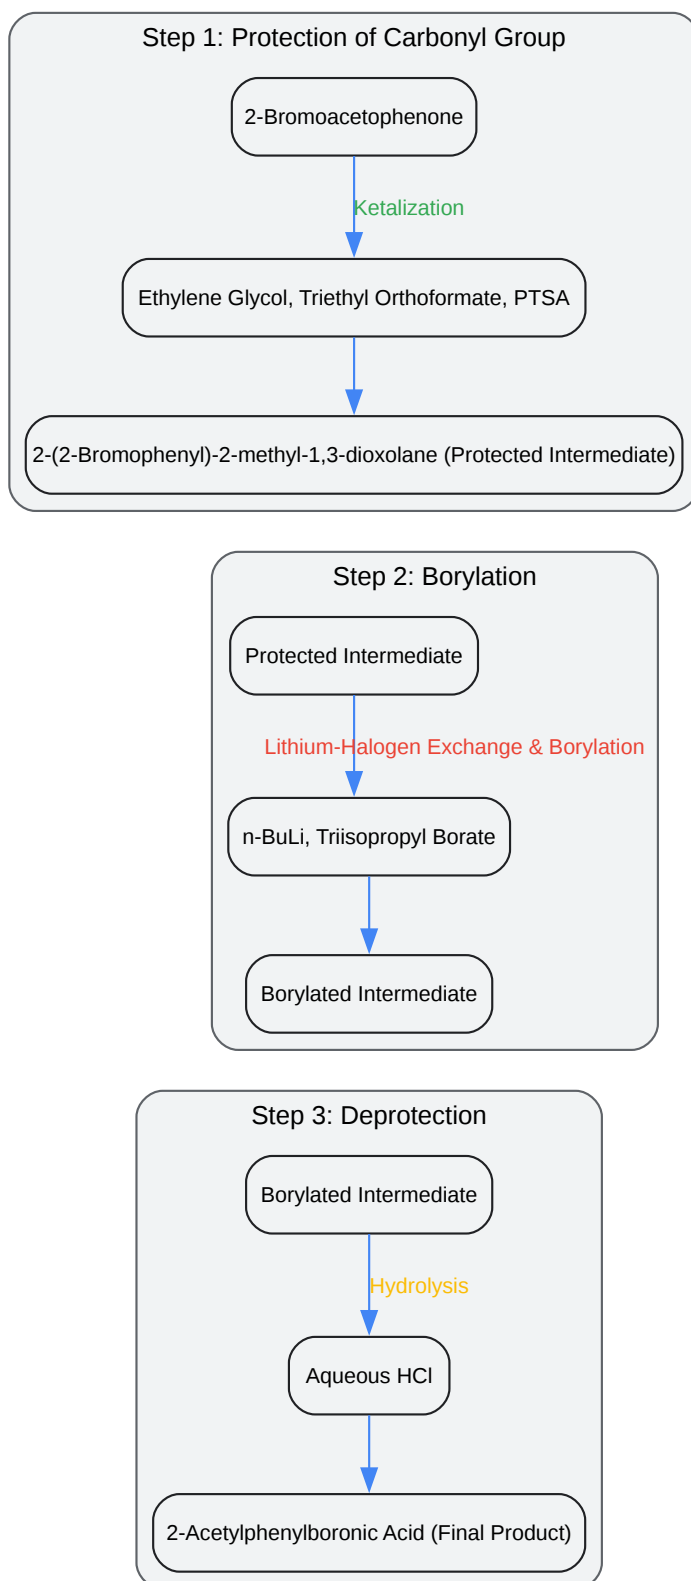 Step 1: Protection of Carbonyl Group
2-Bromoacetophenone
Ketalization
Ethylene Glycol, Triethyl Orthoformate, PTSA
2-(2-Bromophenyl)-2-methyl-1,3-dioxolane (Protected Intermediate)
Step 2: Borylation
Protected Intermediate
Lithium-Halogen Exchange & Borylation
n-BuLi, Triisopropyl Borate
Borylated Intermediate
Step 3: Deprotection
Borylated Intermediate
Hydrolysis
Aqueous HCl
2-Acetylphenylboronic Acid (Final Product)